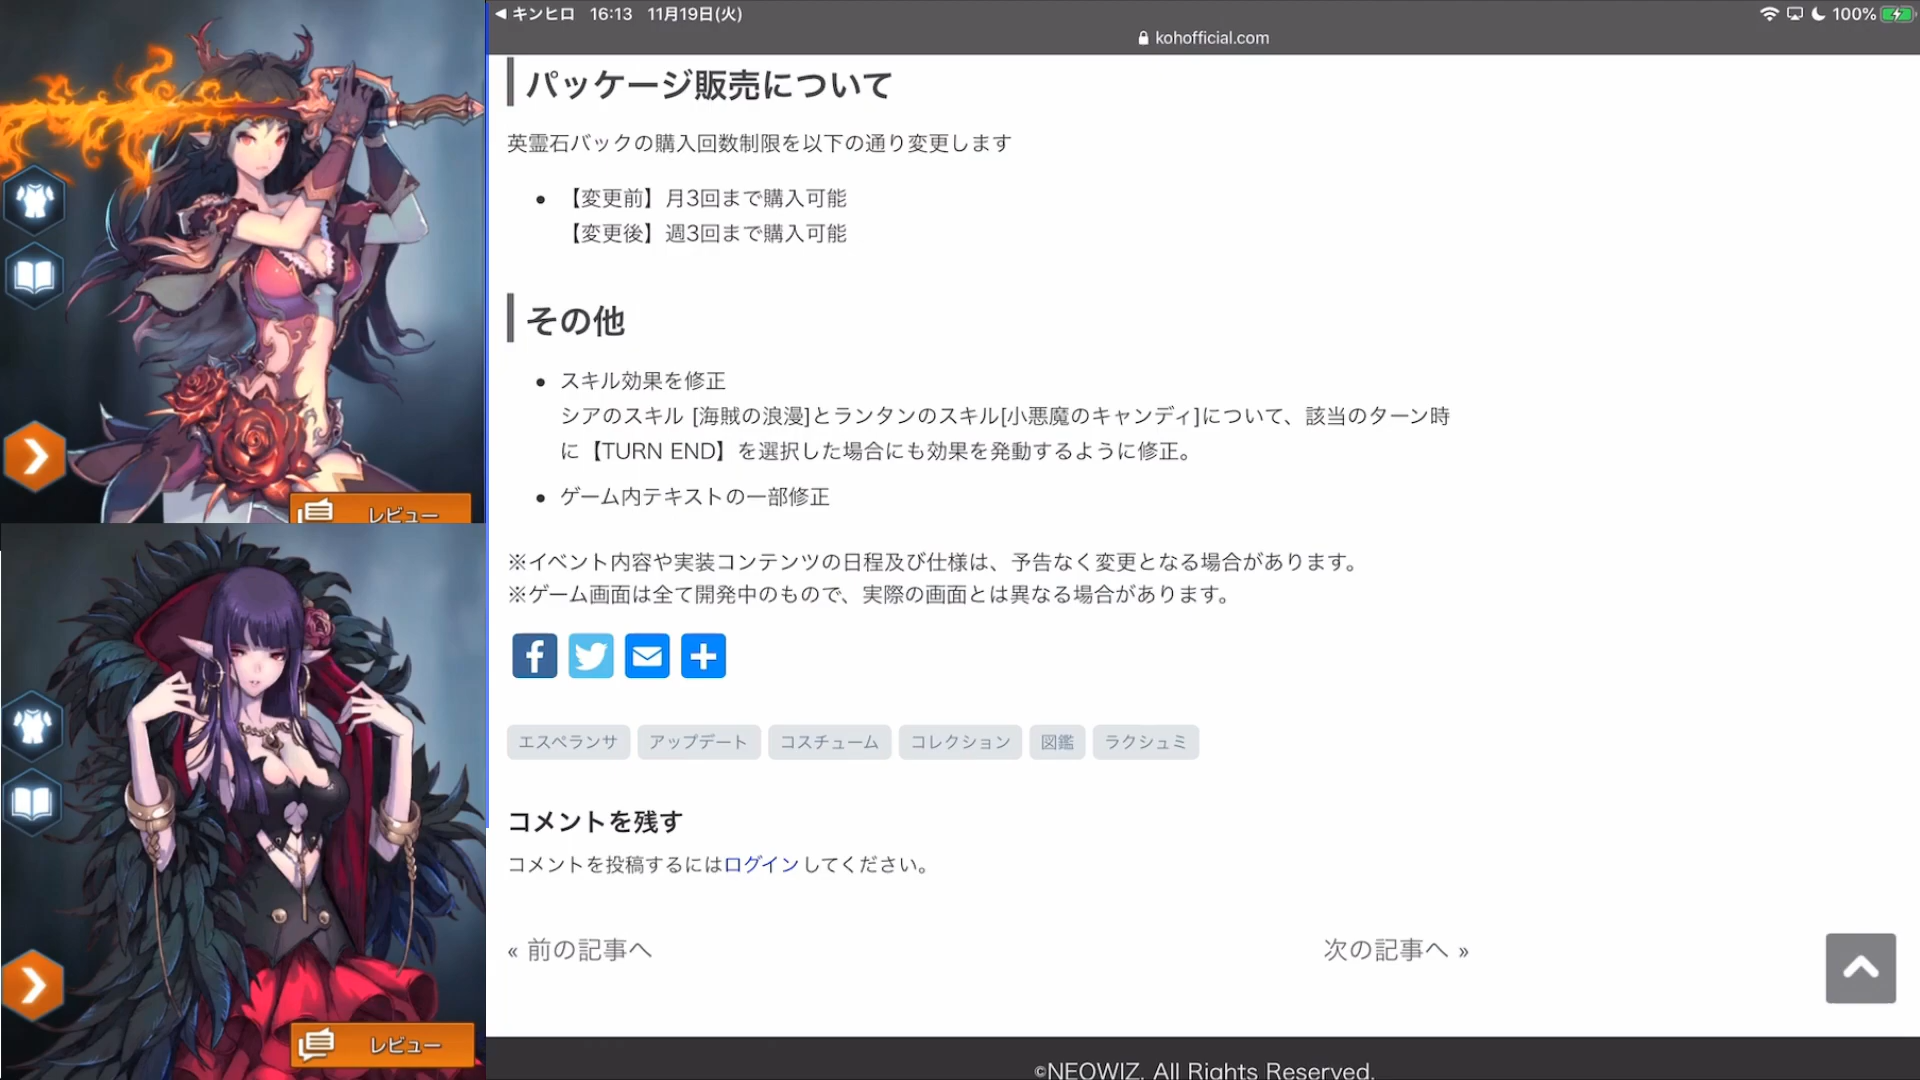 ◀ キンヒロ 16:13 11月19日(火)
100%
kohofficial.com
パッケージ販売について
英霊石バックの購入回数制限を以下の通り変更します
• 【変更前】月3回まで購入可能
【変更後】週3回まで購入可能
その他
• スキル効果を修正
シアのスキル [海賊の浪漫]とランタンのスキル[小悪魔のキャンディ]について、該当のターン時
に【TURN END】を選択した場合にも効果を発動するように修正。
• ゲーム内テキストの一部修正
※イベント内容や実装コンテンツの日程及び仕様は、予告なく変更となる場合があります。
※ゲーム画面は全て開発中のもので、実際の画面とは異なる場合があります。
エスペランサ アップデート コスチューム コレクション 図鑑 ラクシュミ
コメントを残す
コメントを投稿するにはログインしてください。
« 前の記事へ
次の記事へ »
©NEOWIZ. All Rights Reserved.
レビュー
レビュー